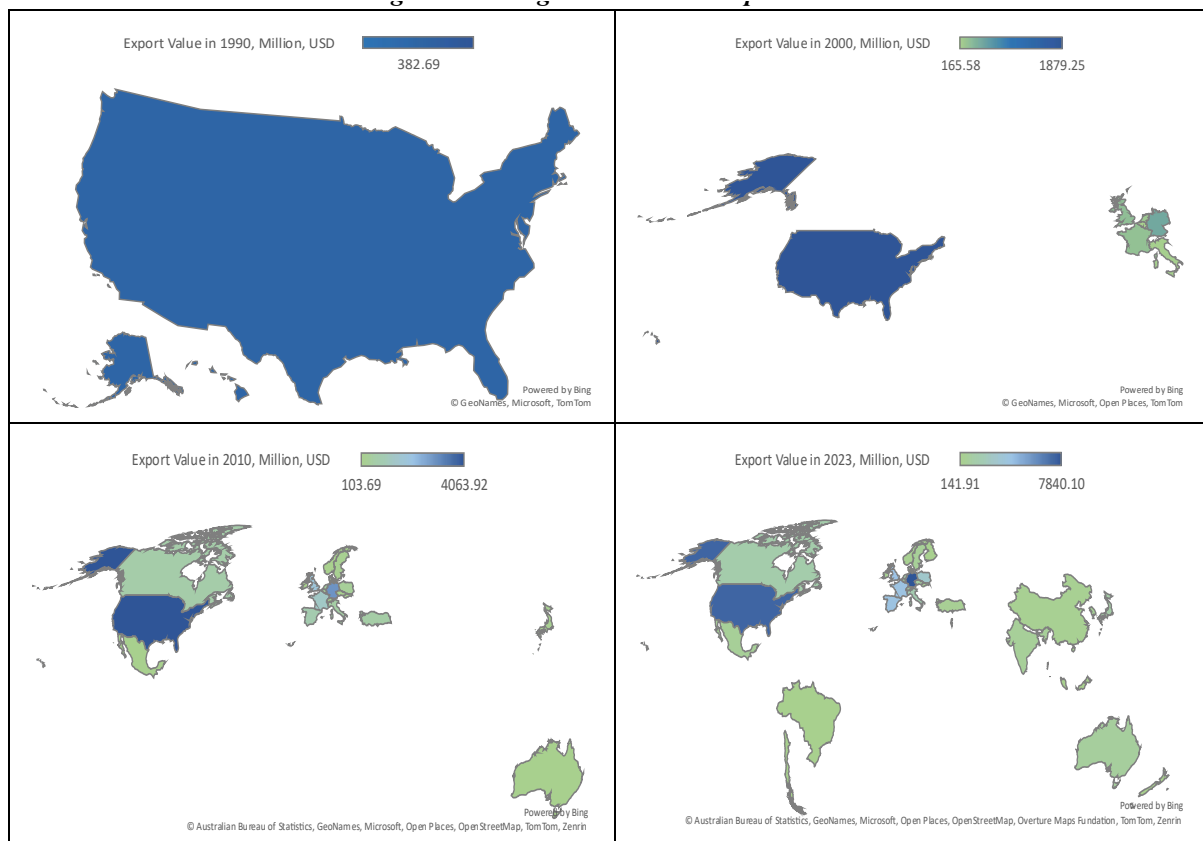 Export Value in 1990, Million, USD
382.69
Powered by Bing
© GeoNames, Microsoft, TomTom
Export Value in 2000, Million, USD
165.58 1879.25
Powered by Bing
© GeoNames, Microsoft, Open Places, TomTom
Export Value in 2010, Million, USD
103.69 4063.92
Powered by Bing
© Australian Bureau of Statistics, GeoNames, Microsoft, Open Places, OpenStreetMap, TomTom, Zenrin
Export Value in 2023, Million, USD
141.91 7840.10
Powered by Bing
© Australian Bureau of Statistics, GeoNames, Microsoft, Open Places, OpenStreetMap, Overture Maps Fundation, TomTom, Zenrin